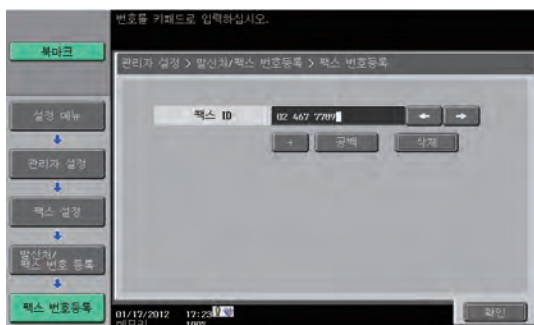 번호를 키패드로 입력하십시오.
북마크
관리자 설정 > 발신처/팩스 번호등록 > 팩스 번호등록
설정 메뉴
팩스 ID
02 467 7789
+
공백
삭제
관리자 설정
팩스 설정
발신처/
팩스 번호 등록
팩스 번호등록
01/17/2012 17:23
메모리 100%
확인